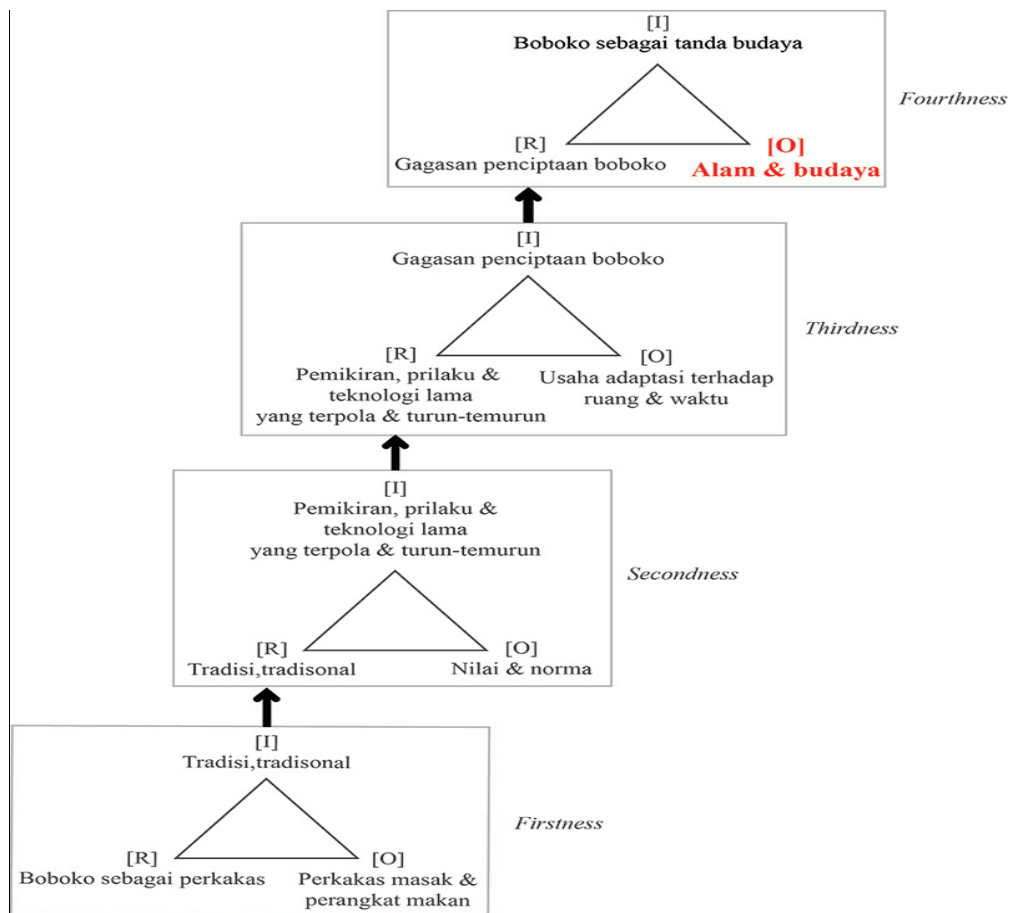 [I]
Boboko sebagai tanda budaya
Fourthness
[R]
[O]
Gagasan penciptaan boboko
Alam & budaya
[I]
Gagasan penciptaan boboko
Thirdness
[R]
[O]
Pemikiran, prilaku &
teknologi lama
yang terpola & turun-temurun
Usaha adaptasi terhadap
ruang & waktu
[I]
Pemikiran, prilaku &
teknologi lama
yang terpola & turun-temurun
Secondness
[R]
[O]
Tradisi,tradisonal
Nilai & norma
[I]
Tradisi,tradisonal
Firstness
[R]
[O]
Boboko sebagai perkakas
Perkakas masak &
perangkat makan